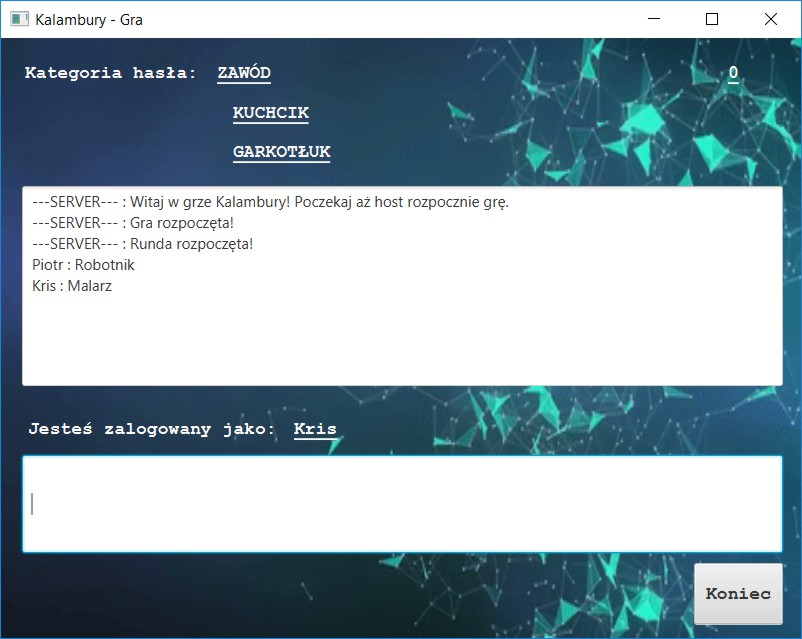 Kalambury - Gra
Kategoria hasła: ZAWÓD 0
KUCHCIK
GARKOTŁUK
---SERVER--- : Witaj w grze Kalambury! Poczekaj aż host rozpocznie grę.
---SERVER--- : Gra rozpoczęta!
---SERVER--- : Runda rozpoczęta!
Piotr : Robotnik
Kris : Malarz
Jesteś zalogowany jako: Kris
Koniec